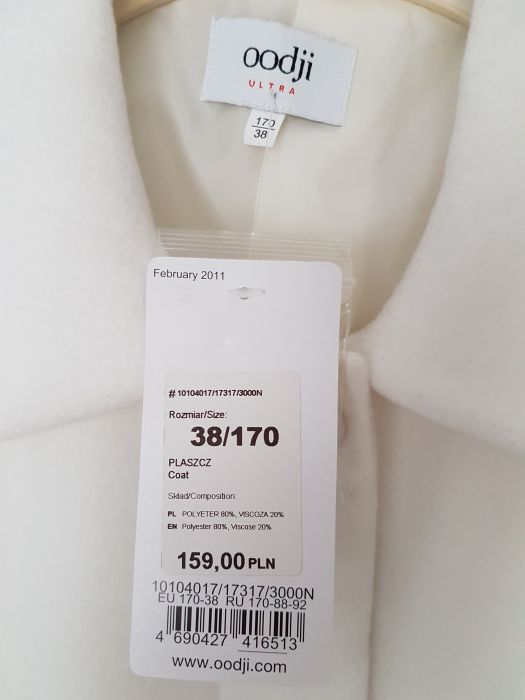 oodji
ULTRA
170
38
February 2011
# 10104017/17317/3000N
Rozmiar/Size:
38/170
PLASZCZ
Coat
Skład/Composition:
PL POLYETER 80%, VISCOZA 20%
EN Polyester 80%, Viscose 20%
159,00 PLN
10104017/17317/3000N
EU 170-38 RU 170-88-92
4 690427 416513
www.oodji.com